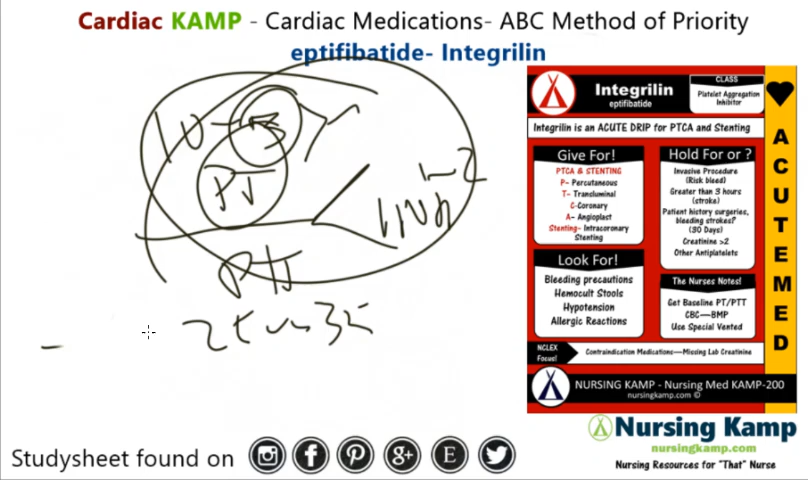 Cardiac KAMP - Cardiac Medications- ABC Method of Priority
eptifibatide- Integrilin
10
PT
PTT
Integrilin
eptifibatide
CLASS
Platelet Aggregation
Inhibitor
Integrilin is an ACUTE DRIP for PTCA and Stenting
Give For!
PTCA & STENTING
P- Percutaneous
T- Transluminal
C-Coronary
A- Angioplast
Stenting- Intracoronary
Stenting
Hold For or ?
Invasive Procedure
(Risk bleed)
Greater than 3 hours
(stroke)
Patient history surgeries,
bleeding strokes?
(30 Days)
Creatinine >2
Other Antiplatelets
Look For!
Bleeding precautions
Hemocult Stools
Hypotension
Allergic Reactions
The Nurses Notes!
Get Baseline PT/PTT
CBC—BMP
Use Special Vented
NCLEX
Focus!
Contraindication Medications—Missing Lab Creatinine
NURSING KAMP - Nursing Med KAMP-200
nursingkamp.com ©
ACUTE MED
Nursing Kamp
nursingkamp.com
Nursing Resources for "That" Nurse
Studysheet found on